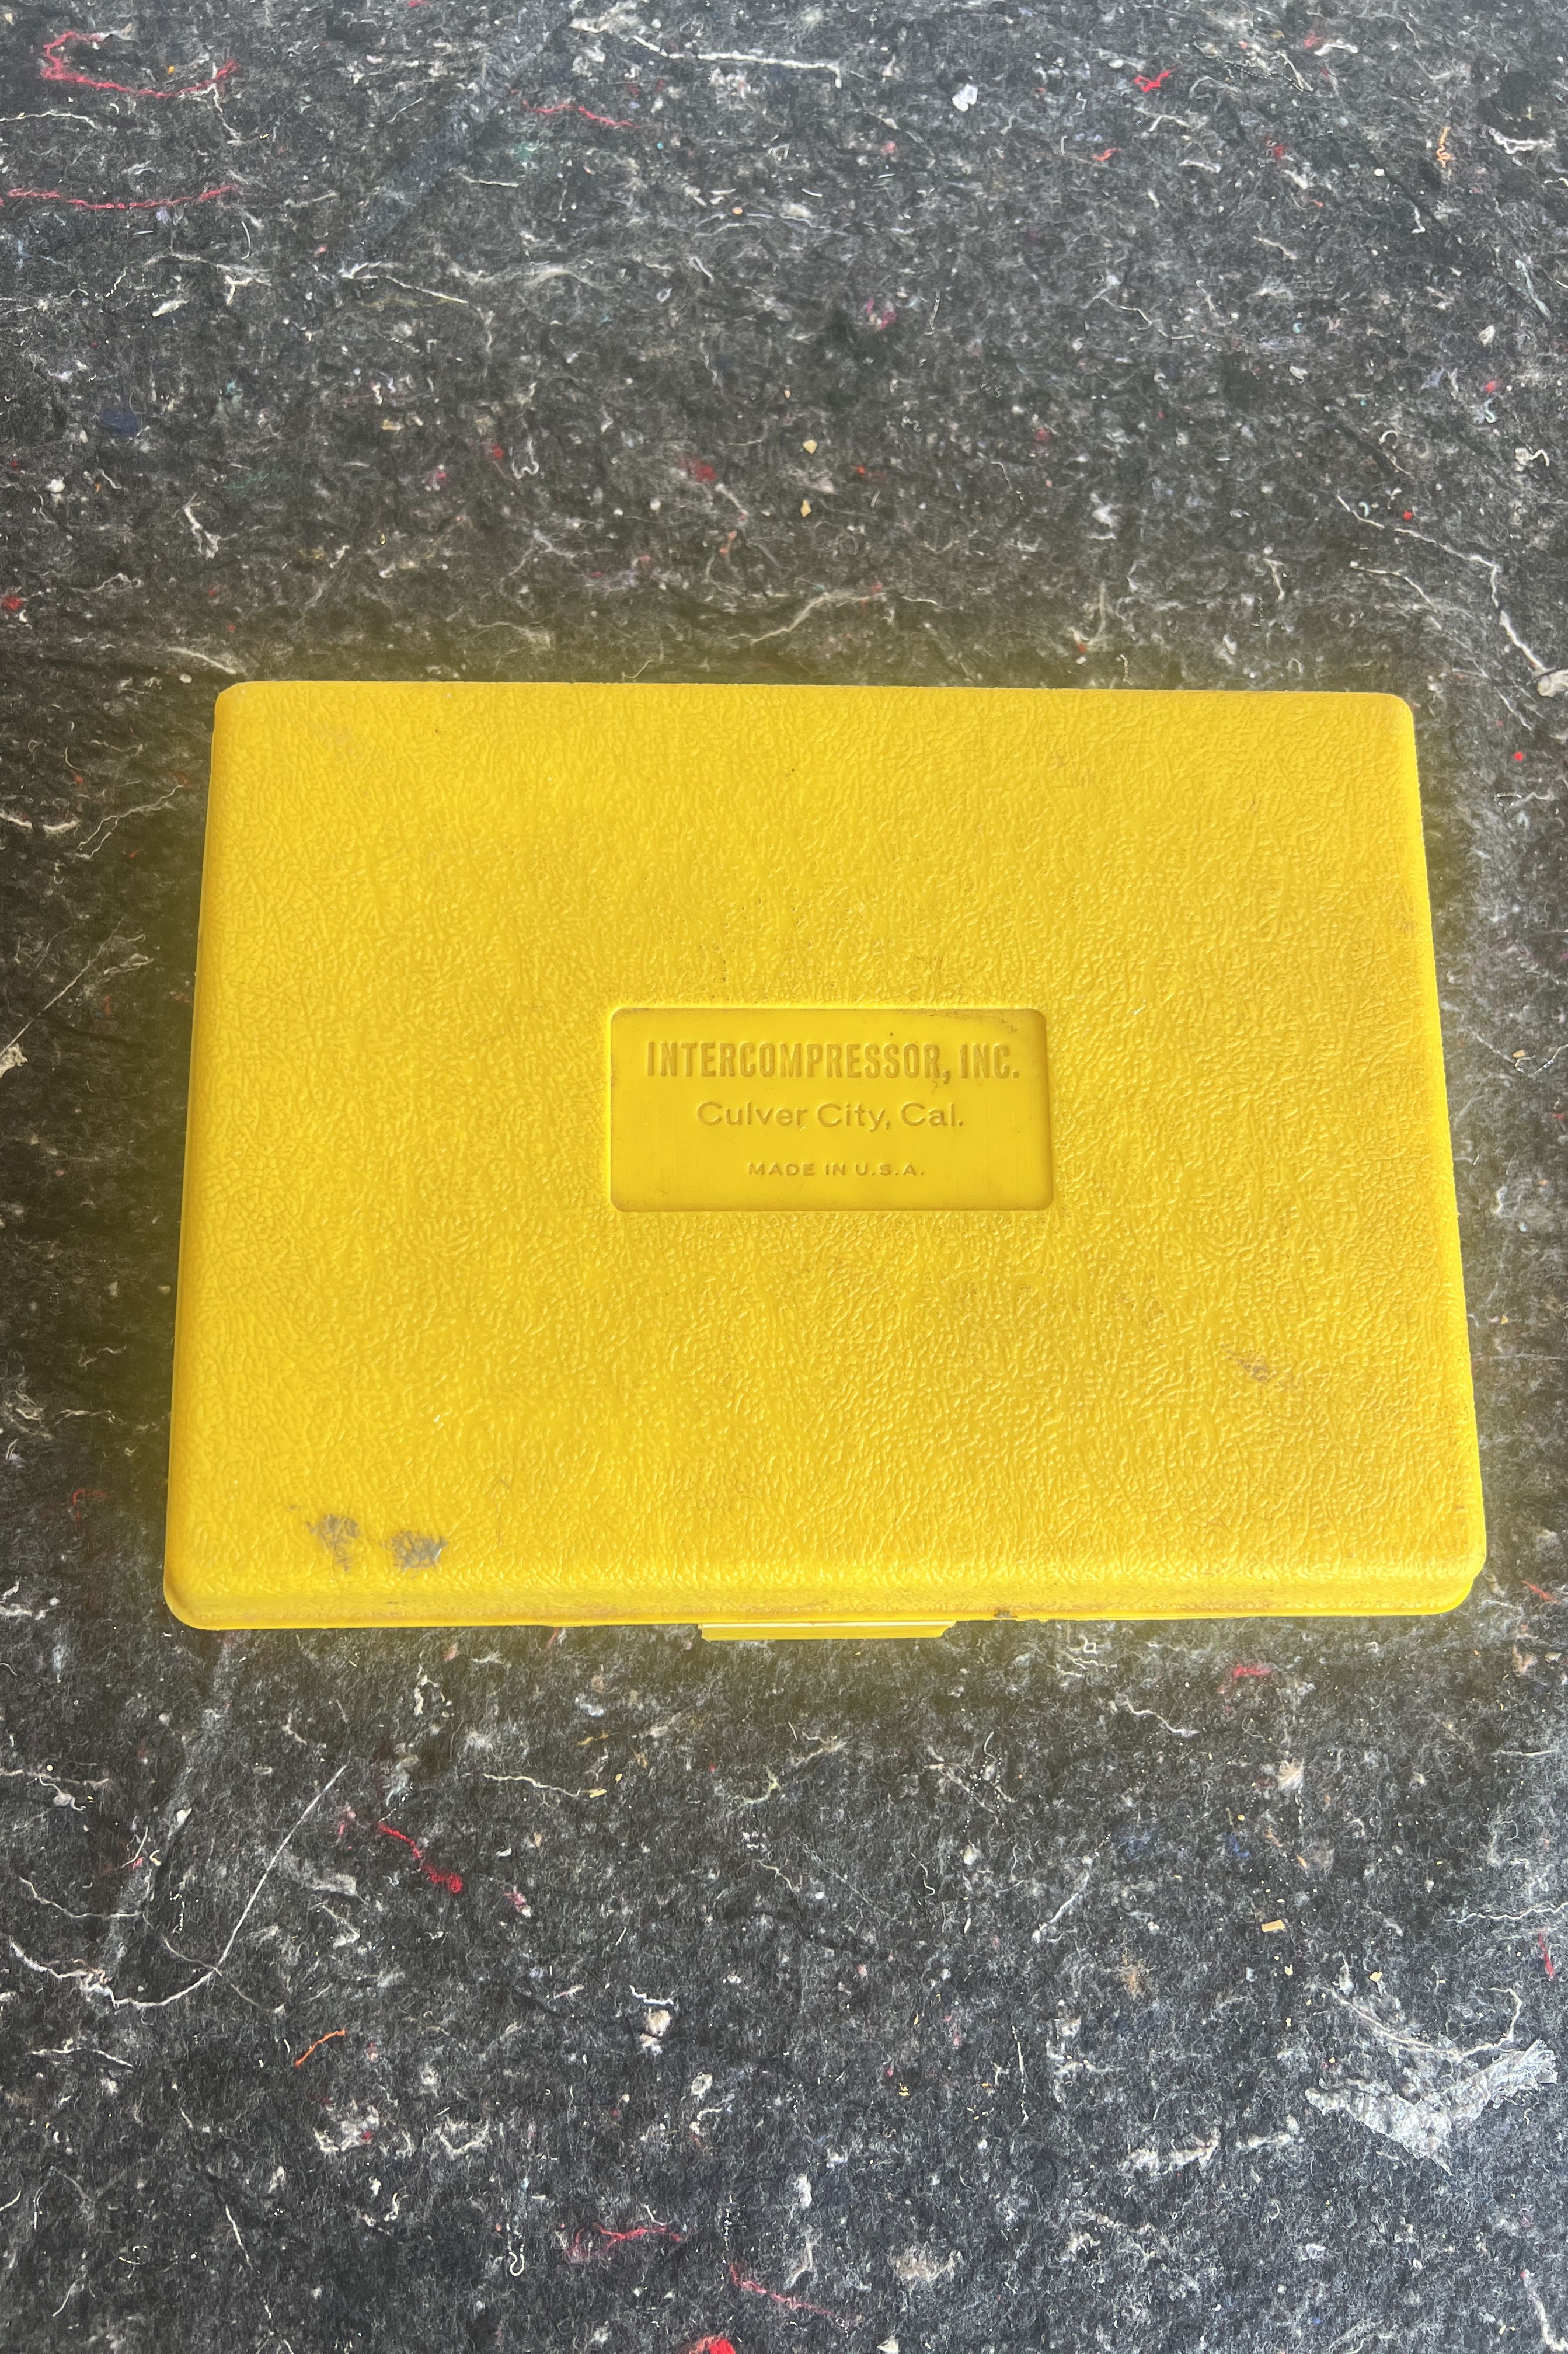 INTERCOMPRESSOR, INC.
Culver City, Cal.
MADE IN U.S.A.